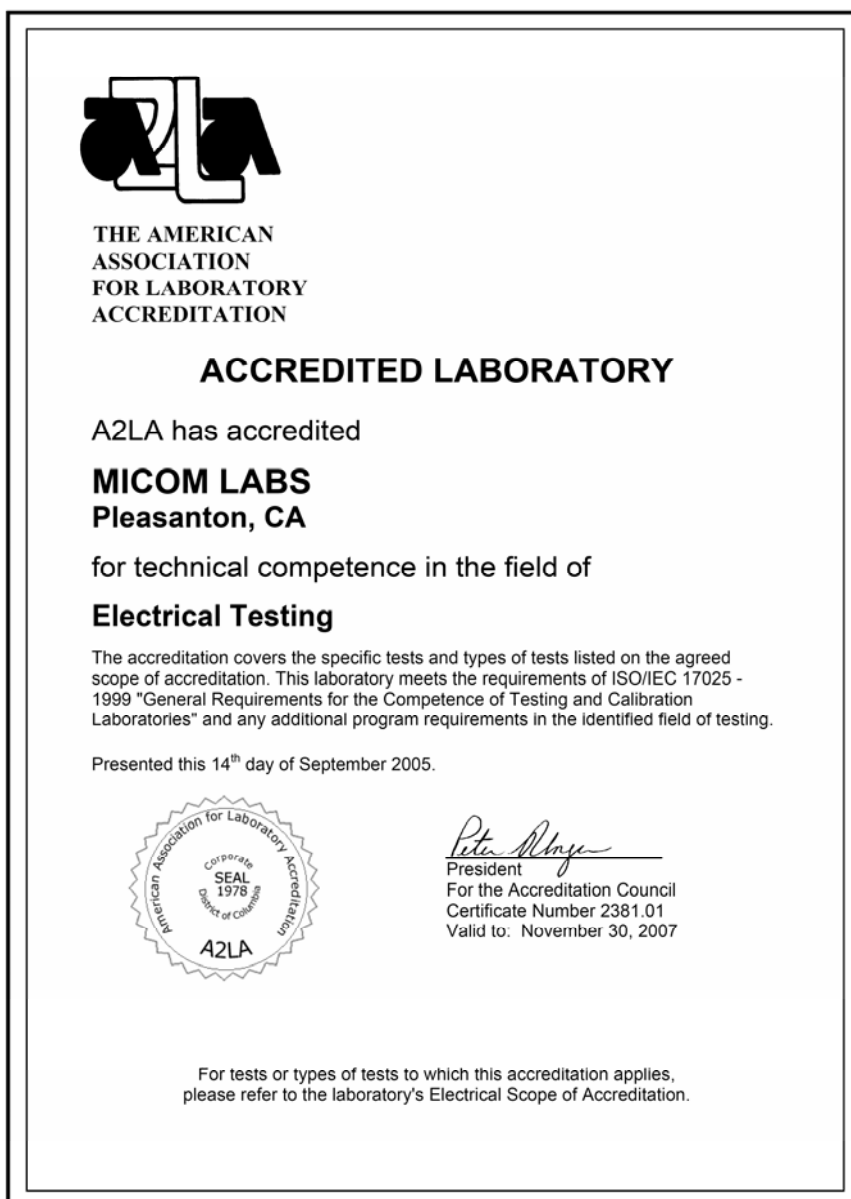 A2LA
THE AMERICAN
ASSOCIATION
FOR LABORATORY
ACCREDITATION
ACCREDITED LABORATORY
A2LA has accredited
MICOM LABS
Pleasanton, CA
for technical competence in the field of
Electrical Testing
The accreditation covers the specific tests and types of tests listed on the agreed
scope of accreditation. This laboratory meets the requirements of ISO/IEC 17025 -
1999 "General Requirements for the Competence of Testing and Calibration
Laboratories" and any additional program requirements in the identified field of testing.
Presented this 14th day of September 2005.
American Association for Laboratory Accreditation
Corporate
SEAL
1978
District of Columbia
A2LA
Peter Unger
President
For the Accreditation Council
Certificate Number 2381.01
Valid to: November 30, 2007
For tests or types of tests to which this accreditation applies,
please refer to the laboratory's Electrical Scope of Accreditation.